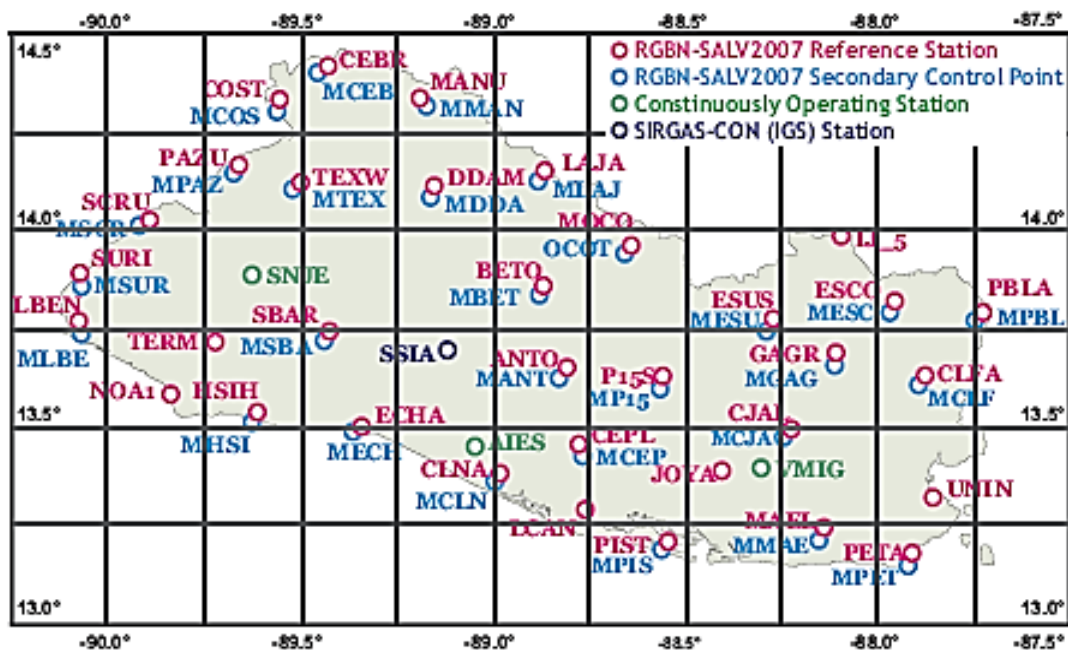 -90.0° -89.5° -89.0° -88.5° -88.0° -87.5°
14.5°
RGBN-SALV2007 Reference Station
RGBN-SALV2007 Secondary Control Point
Constinuously Operating Station
SIRGAS-CON (IGS) Station
CEBR
MCEB
COST
MCOS
MANU
MMAN
PAZU
MPAZ
TEXW
MTEX
DDAM
MDDA
LAJA
MLAJ
SCRU
MSCR
MOCO
OCOT
14.0° 14.0°
SURI
MSUR
SNJE
BETO
MBET
ESUS
MESU
ESCO
MESC
PBLA
MPBL
LBEN
MLBE
TERM
SBAR
MSBA
SSIA
ANTO
MANT
P15S
MP15
GAGR
MGAG
CLFA
MCLF
NOA1
HSIH
MHSI
13.5° 13.5°
ECHA
MECH
AIES
CEPL
MCEP
MCJA
JOYA
VMIG
CLNA
MCLN
UNIN
LCAN
PIST
MPIS
MMAE
PETA
MPET
13.0° 13.0°
-90.0° -89.5° -89.0° -88.5° -88.0° -87.5°